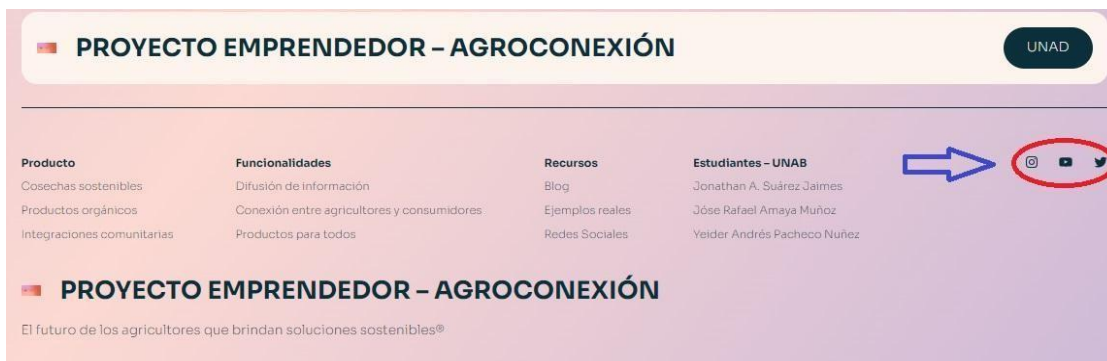 PROYECTO EMPRENDEDOR – AGROCONEXIÓN
UNAD
Producto
Cosechas sostenibles
Productos orgánicos
Integraciones comunitarias
Funcionalidades
Difusión de información
Conexión entre agricultores y consumidores
Productos para todos
Recursos
Blog
Ejemplos reales
Redes Sociales
Estudiantes – UNAB
Jonathan A. Suárez Jaimes
Jóse Rafael Amaya Muñoz
Yeider Andrés Pacheco Nuñez
PROYECTO EMPRENDEDOR – AGROCONEXIÓN
El futuro de los agricultores que brindan soluciones sostenibles®